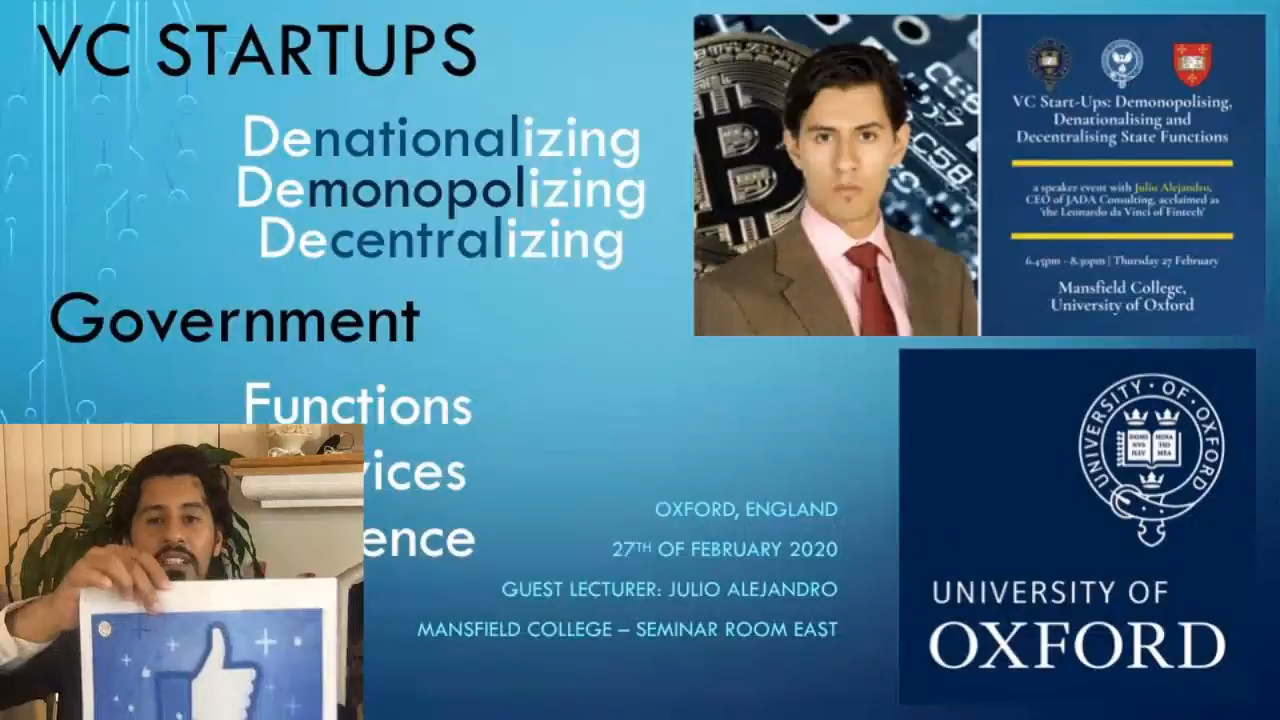 VC STARTUPS
Denationalizing
Demonopolizing
Decentralizing
Government
Functions
vices
ence
VC Start-Ups: Demonopolising,
Denationalising and
Decentralising State Functions
a speaker event with Julio Alejandro,
CEO of JADA Consulting, acclaimed as
'the Leonardo da Vinci of Fintech'
6.45pm - 8.30pm | Thursday 27 February
Mansfield College,
University of Oxford
OXFORD, ENGLAND
27TH OF FEBRUARY 2020
GUEST LECTURER: JULIO ALEJANDRO
MANSFIELD COLLEGE – SEMINAR ROOM EAST
UNIVERSITY · OF · OXFORD
UNIVERSITY OF
OXFORD